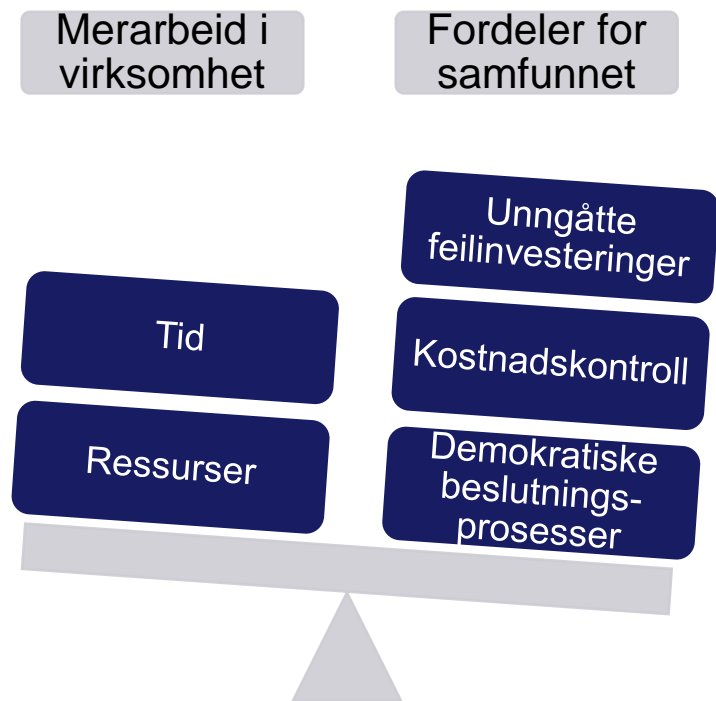 Merarbeid i
virksomhet
Fordeler for
samfunnet
Unngåtte
feilinvesteringer
Tid
Kostnadskontroll
Ressurser
Demokratiske
beslutnings-
prosesser